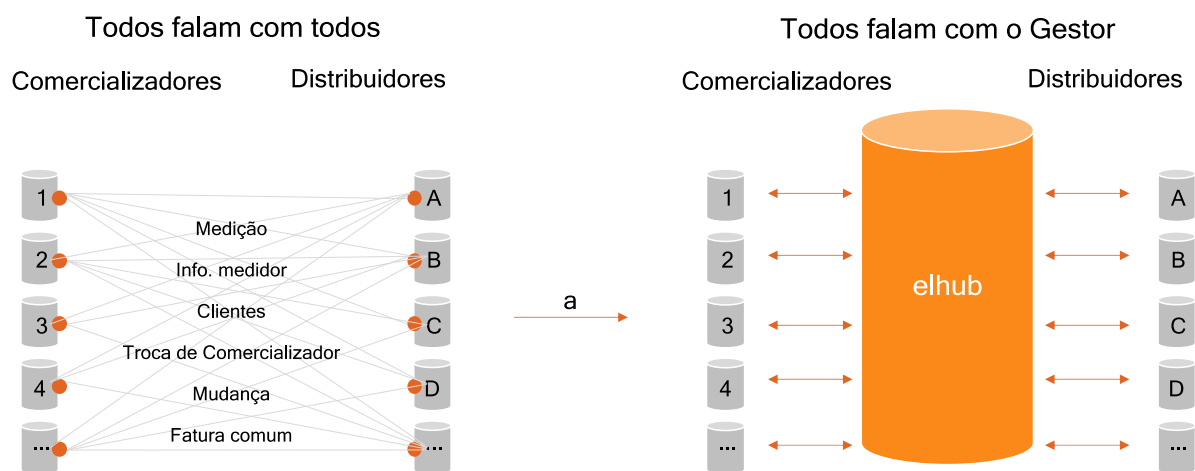 Todos falam com todos
Comercializadores
Distribuidores
1
2
3
4
...
Medição
Info. medidor
Clientes
Troca de Comercializador
Mudança
Fatura comum
A
B
C
D
...
a
Todos falam com o Gestor
Comercializadores
Distribuidores
1
2
3
4
...
elhub
A
B
C
D
...